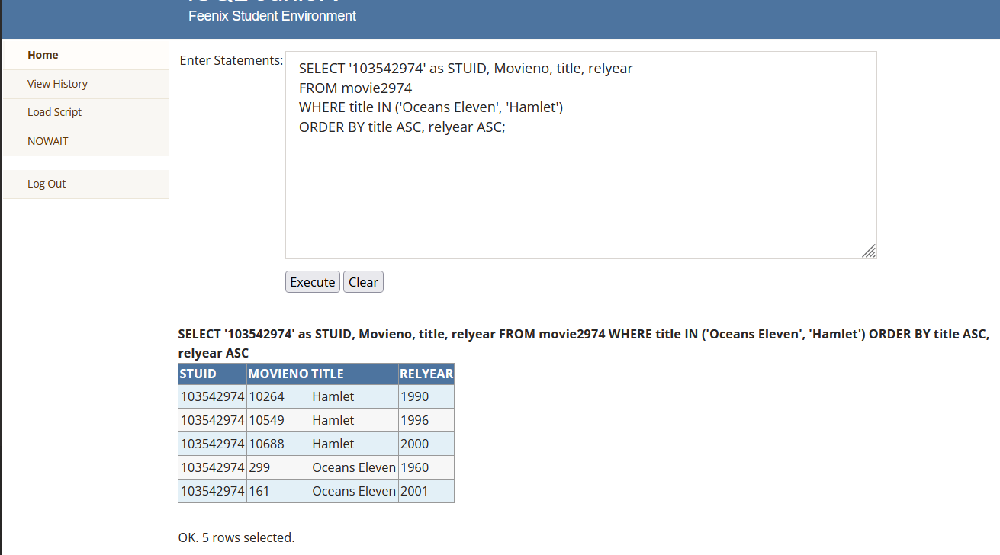 Feenix Student Environment
Home
View History
Load Script
NOWAIT
Log Out
Enter Statements:
SELECT '103542974' as STUID, Movieno, title, relyear
FROM movie2974
WHERE title IN ('Oceans Eleven', 'Hamlet')
ORDER BY title ASC, relyear ASC;
Execute Clear
SELECT '103542974' as STUID, Movieno, title, relyear FROM movie2974 WHERE title IN ('Oceans Eleven', 'Hamlet') ORDER BY title ASC,
relyear ASC
STUID MOVIENO TITLE RELYEAR
103542974 10264 Hamlet 1990
103542974 10549 Hamlet 1996
103542974 10688 Hamlet 2000
103542974 299 Oceans Eleven 1960
103542974 161 Oceans Eleven 2001
OK. 5 rows selected.